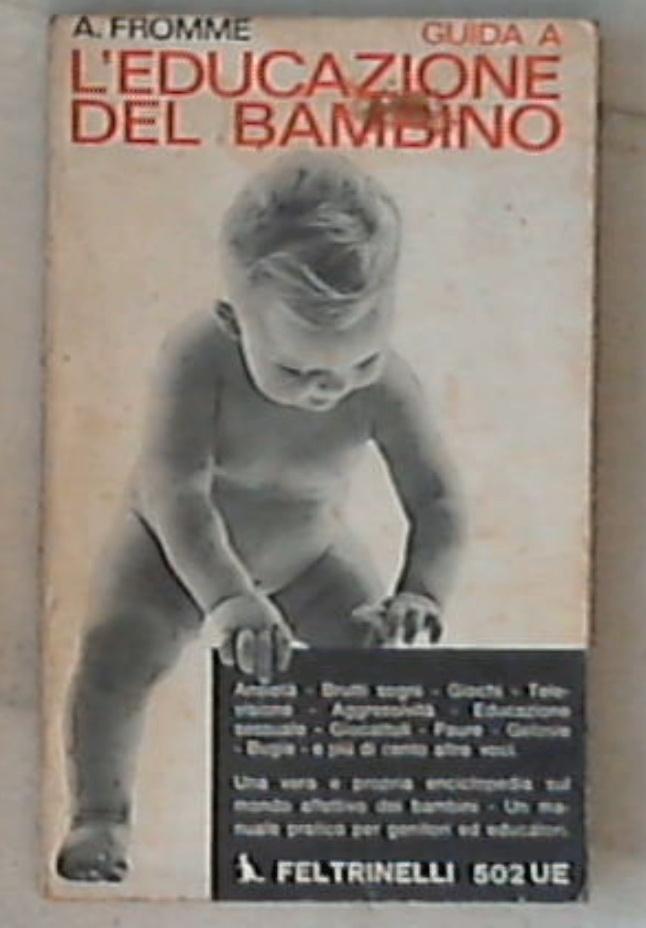 A. FROMME
GUIDA A
L'EDUCAZIONE
DEL BAMBINO
Ansietà - Brutti sogni - Giochi - Tele-
visione - Aggressività - Educazione
sessuale - Giocattoli - Paure - Gelosie
- Bugie - e più di cento altre voci.
Una vera e propria enciclopedia sul
mondo affettivo dei bambini - Un ma-
nuale pratico per genitori ed educatori.
FELTRINELLI 502 UE